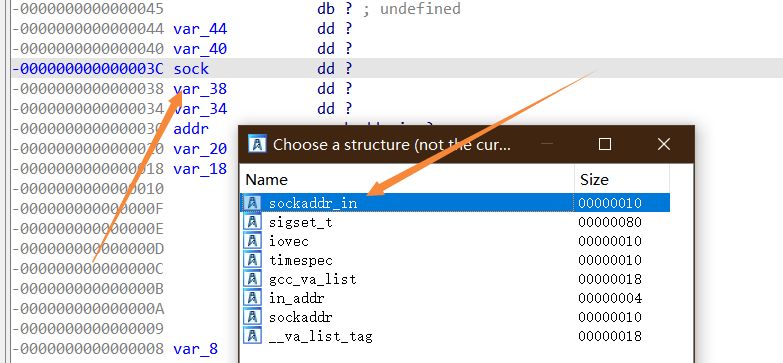 -0000000000000045 db ? ; undefined
-0000000000000044 var_44 dd ?
-0000000000000040 var_40 dd ?
-000000000000003C sock dd ?
-0000000000000038 var_38 dd ?
-0000000000000034 var_34 dd ?
-0000000000000030 addr
-0000000000000020 var_20
-0000000000000018 var_18
-0000000000000010
-000000000000000F
-000000000000000E
-000000000000000D
-000000000000000C
-000000000000000B
-000000000000000A
-0000000000000009
-0000000000000008 var_8
Choose a structure (not the cur...
Name Size
sockaddr_in 00000010
sigset_t 00000080
iovec 00000010
timespec 00000010
gcc_va_list 00000018
in_addr 00000004
sockaddr 00000010
__va_list_tag 00000018